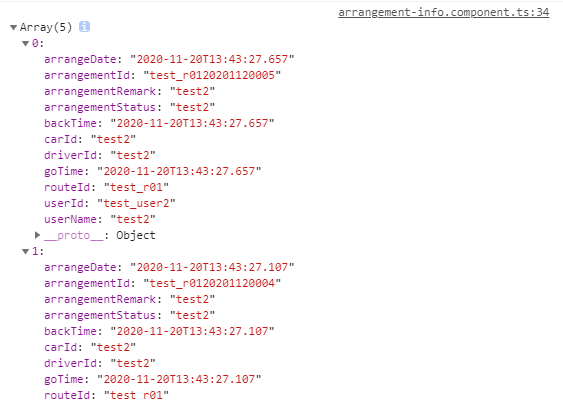 arrangement-info.component.ts:34
▼Array(5) i
▼0:
arrangeDate: "2020-11-20T13:43:27.657"
arrangementId: "test_r0120201120005"
arrangementRemark: "test2"
arrangementStatus: "test2"
backTime: "2020-11-20T13:43:27.657"
carId: "test2"
driverId: "test2"
goTime: "2020-11-20T13:43:27.657"
routeId: "test_r01"
userId: "test_user2"
userName: "test2"
▶__proto__: Object
▼1:
arrangeDate: "2020-11-20T13:43:27.107"
arrangementId: "test_r0120201120004"
arrangementRemark: "test2"
arrangementStatus: "test2"
backTime: "2020-11-20T13:43:27.107"
carId: "test2"
driverId: "test2"
goTime: "2020-11-20T13:43:27.107"
routeId: "test_r01"